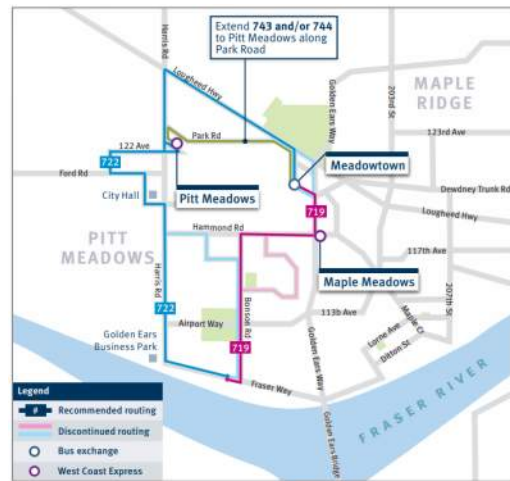 Extend 743 and/or 744
to Pitt Meadows along
Park Road
Harris Rd
Lougheed Hwy
Golden Ears Way
203rd St
MAPLE
RIDGE
Park Rd
123rd Ave
122 Ave
722
Meadowtown
Ford Rd
Pitt Meadows
719
Dewdney Trunk Rd
City Hall
Lougheed Hwy
Hammond Rd
PITT
MEADOWS
117th Ave
Maple Meadows
Harris Rd
722
Bonson Rd
113b Ave
207th St
Airport Way
Lorne Ave
Maple Cr
Ditton St
Golden Ears
Business Park
719
Golden Ears Way
Fraser Way
FRASER RIVER
Golden Ears Bridge
Legend
# Recommended routing
Discontinued routing
Bus exchange
West Coast Express